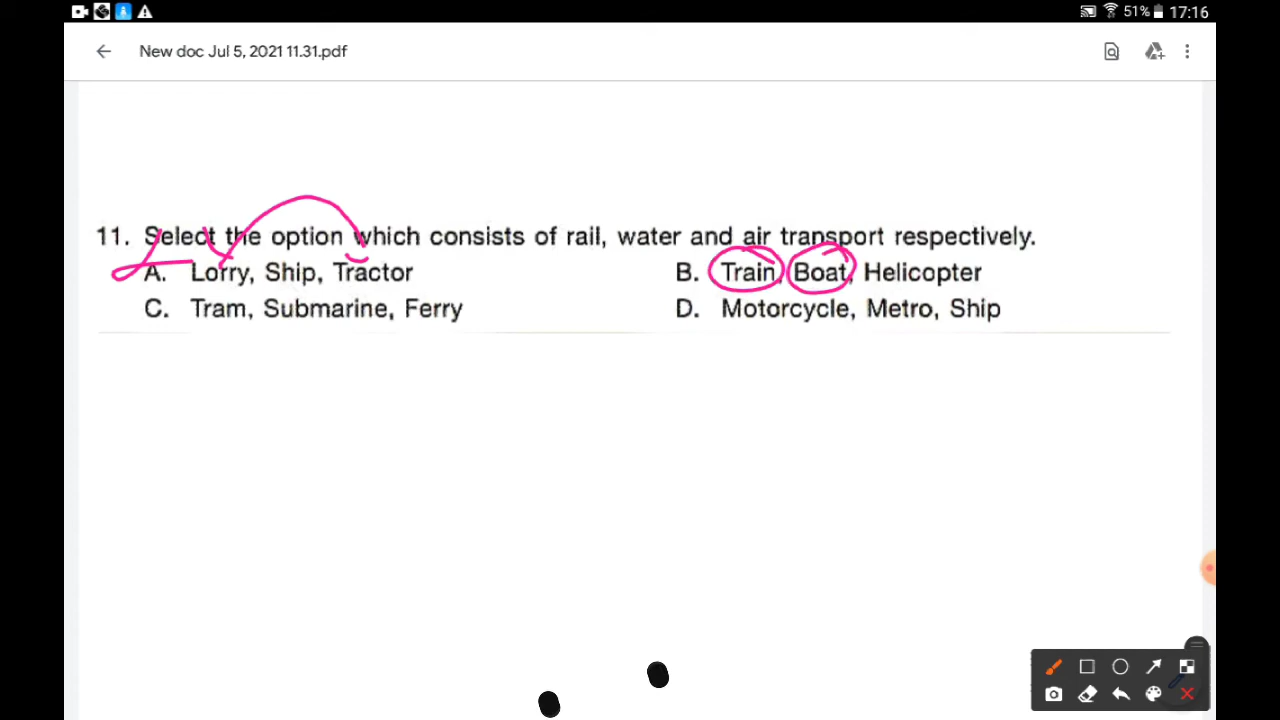 51% 17:16
New doc Jul 5, 2021 11.31.pdf
11. Select the option which consists of rail, water and air transport respectively.
A. Lorry, Ship, Tractor B. Train, Boat, Helicopter
C. Tram, Submarine, Ferry D. Motorcycle, Metro, Ship